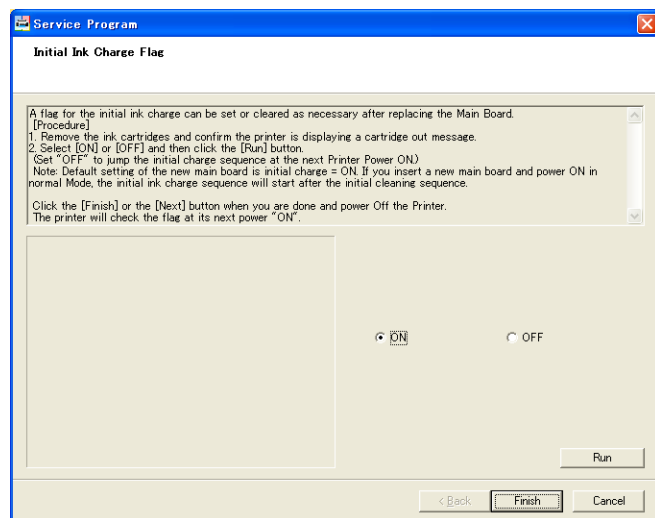 Service Program
Initial Ink Charge Flag
A flag for the initial ink charge can be set or cleared as necessary after replacing the Main Board.
[Procedure]
1. Remove the ink cartridges and confirm the printer is displaying a cartridge out message.
2. Select [ON] or [OFF] and then click the [Run] button.
(Set "OFF" to jump the initial charge sequence at the next Printer Power ON.)
Note: Default setting of the new main board is initial charge = ON. If you insert a new main board and power ON in
normal Mode, the initial ink charge sequence will start after the initial cleaning sequence.
Click the [Finish] or the [Next] button when you are done and power Off the Printer.
The printer will check the flag at its next power "ON".
ON OFF
Run
< Back Finish Cancel